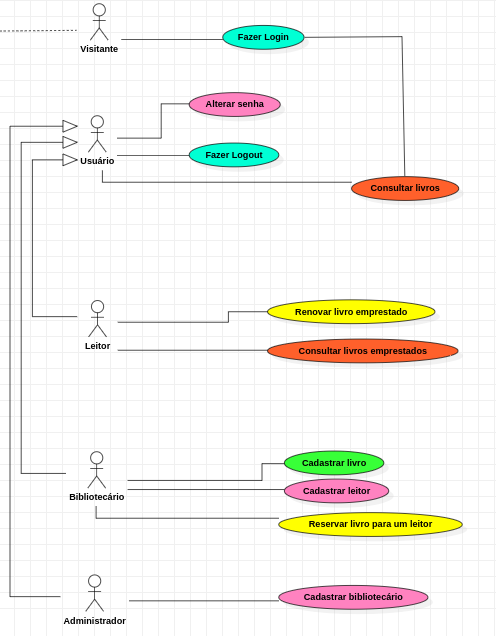 Fazer Login
Visitante
Alterar senha
Fazer Logout
Usuário
Consultar livros
Renovar livro emprestado
Leitor
Consultar livros emprestados
Cadastrar livro
Cadastrar leitor
Bibliotecário
Reservar livro para um leitor
Cadastrar bibliotecário
Administrador